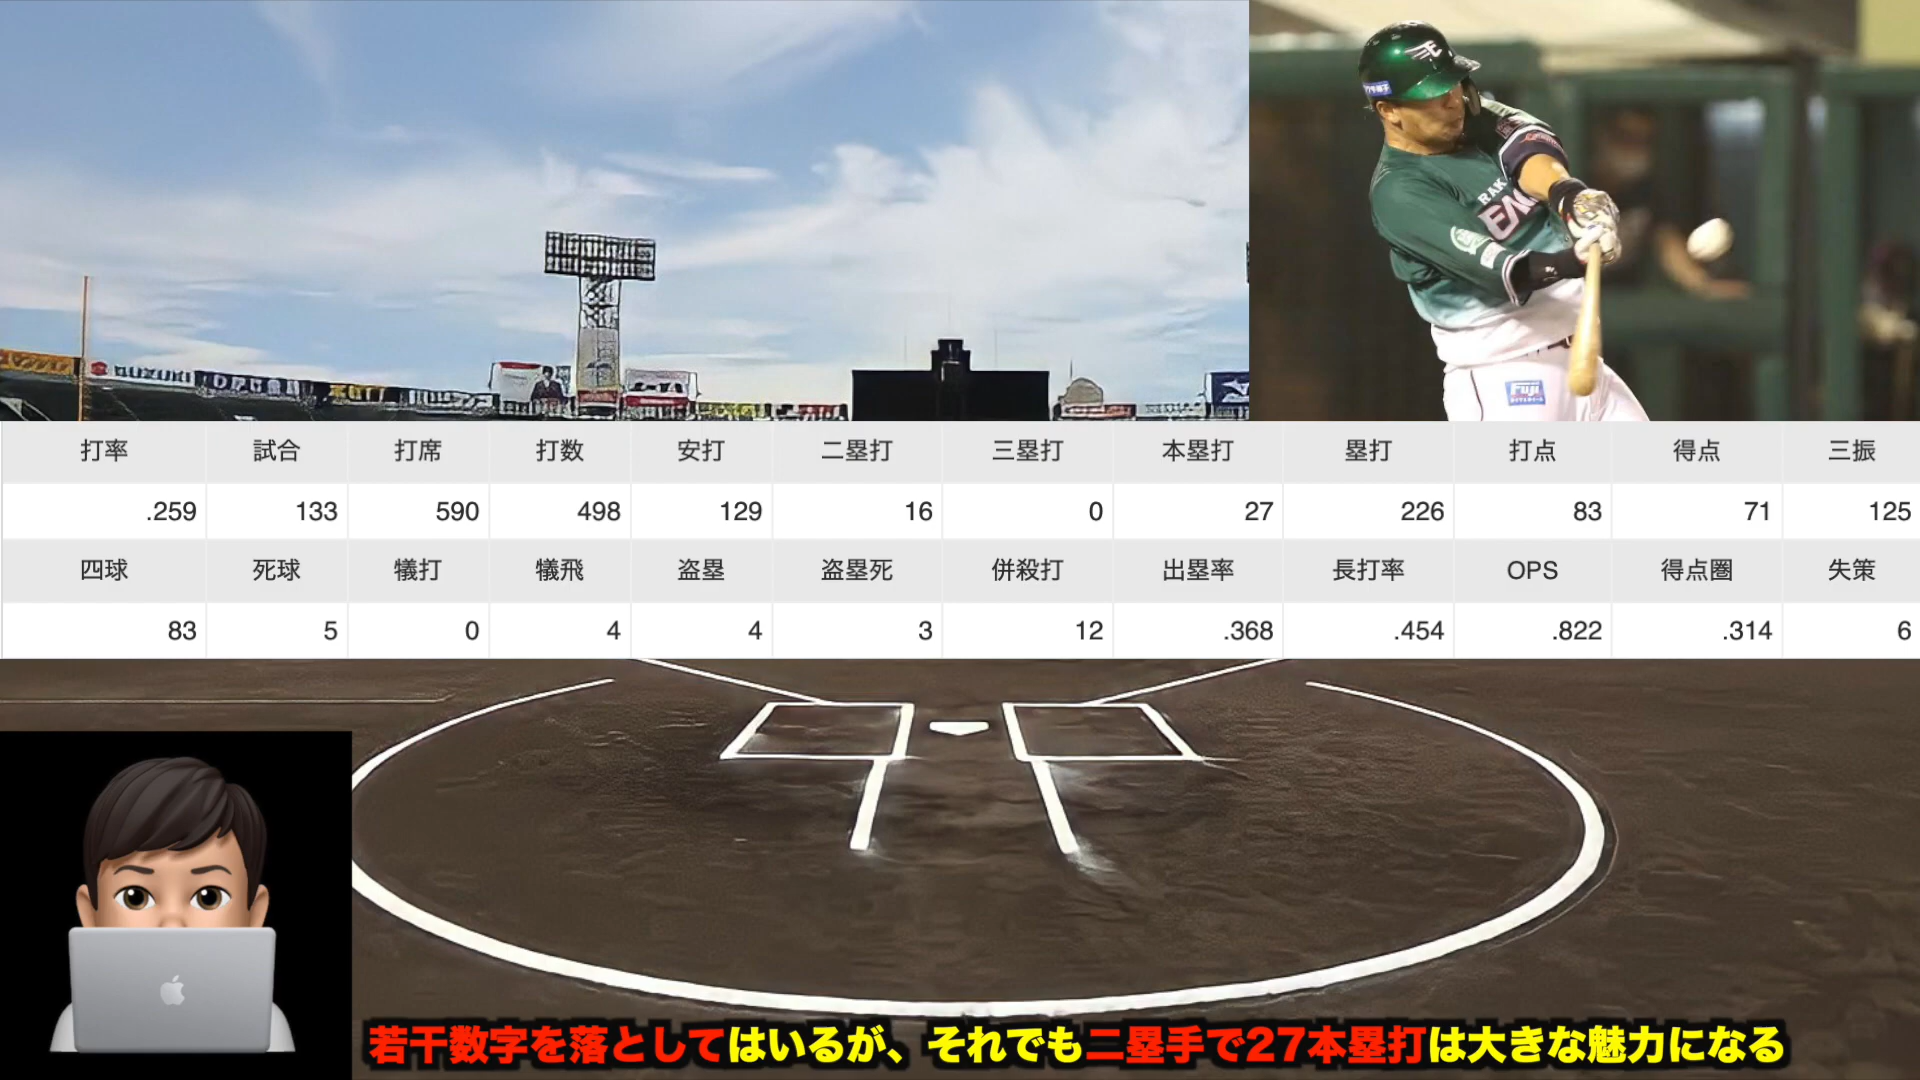 SUZUKI
E
RAK
EA
Fuji
打率 試合 打席 打数 安打 二塁打 三塁打 本塁打 塁打 打点 得点 三振
.259 133 590 498 129 16 0 27 226 83 71 125
四球 死球 犠打 犠飛 盗塁 盗塁死 併殺打 出塁率 長打率 OPS 得点圏 失策
83 5 0 4 4 3 12 .368 .454 .822 .314 6
若干数字を落としてはいるが、それでも二塁手で27本塁打は大きな魅力になる